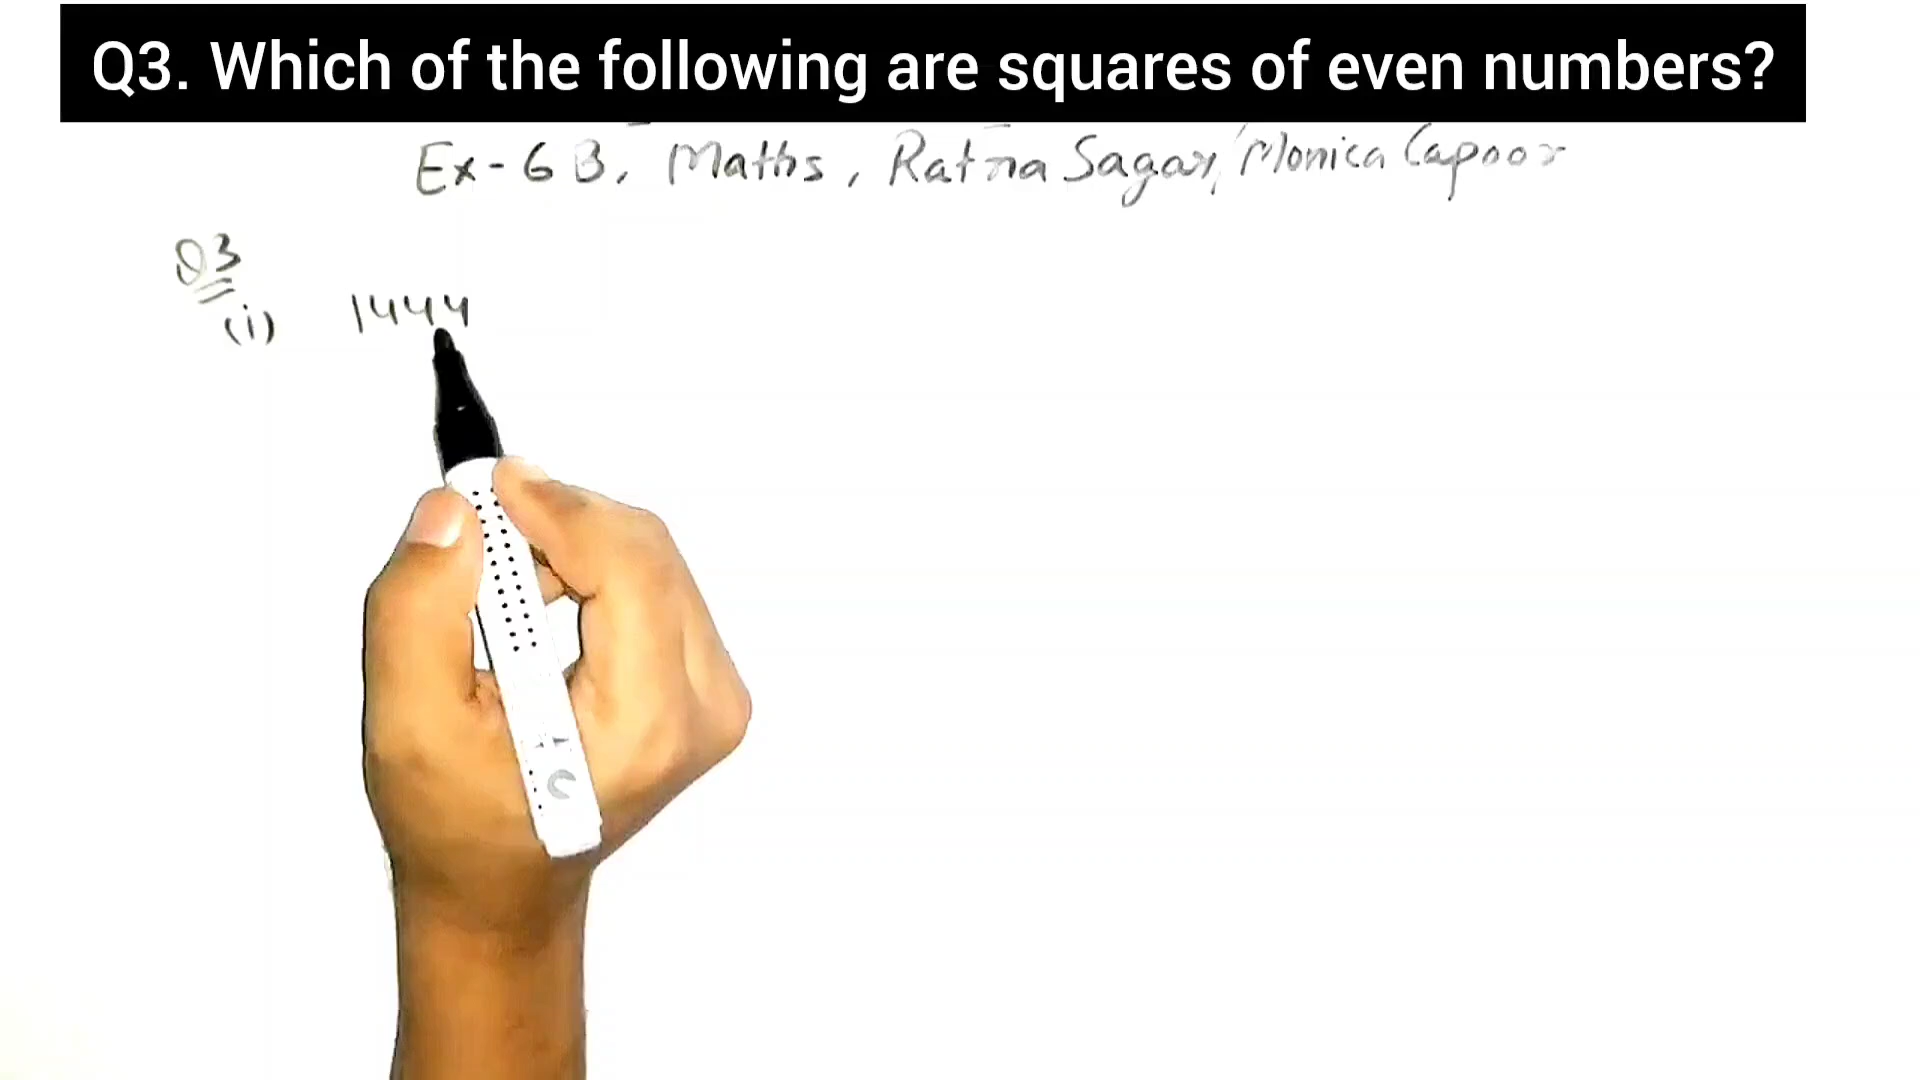 Q3. Which of the following are squares of even numbers?
Ex-6B, Maths, Ratna Sagar, Monica Capoor
Q3
(i) 1444